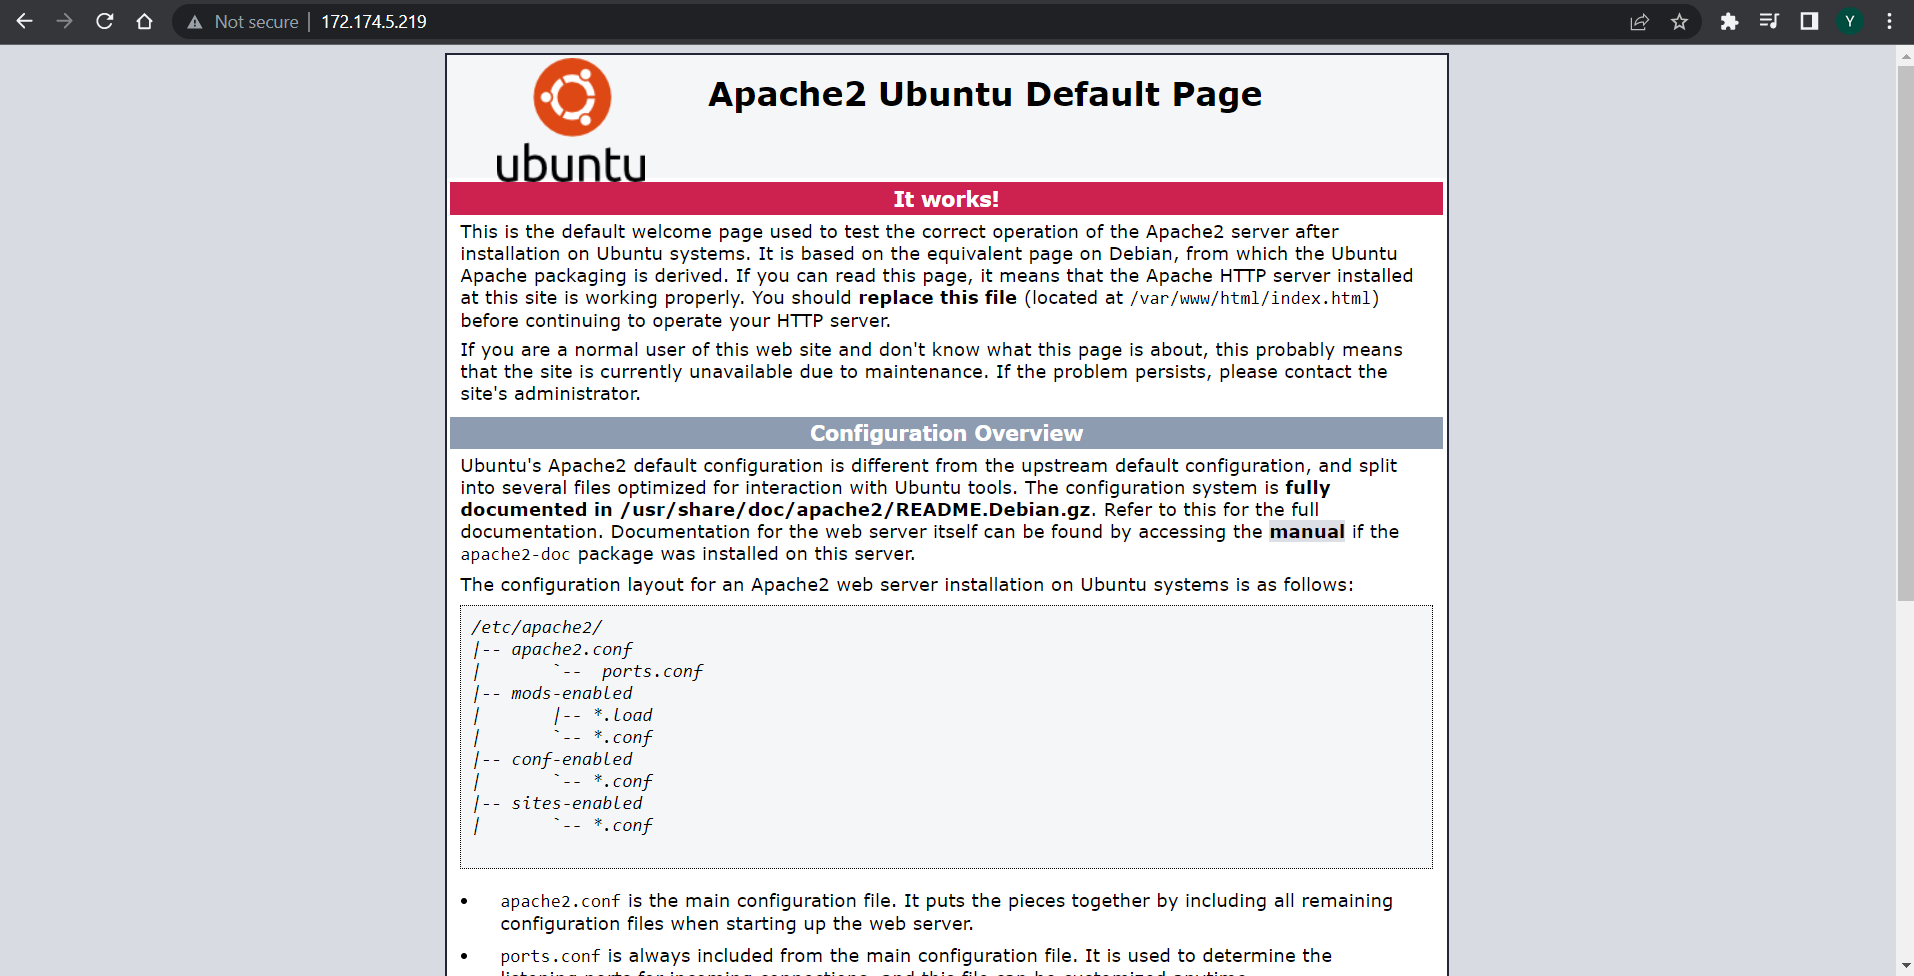 Not secure | 172.174.5.219
Y
ubuntu
Apache2 Ubuntu Default Page
It works!
This is the default welcome page used to test the correct operation of the Apache2 server after
installation on Ubuntu systems. It is based on the equivalent page on Debian, from which the Ubuntu
Apache packaging is derived. If you can read this page, it means that the Apache HTTP server installed
at this site is working properly. You should replace this file (located at /var/www/html/index.html)
before continuing to operate your HTTP server.
If you are a normal user of this web site and don't know what this page is about, this probably means
that the site is currently unavailable due to maintenance. If the problem persists, please contact the
site's administrator.
Configuration Overview
Ubuntu's Apache2 default configuration is different from the upstream default configuration, and split
into several files optimized for interaction with Ubuntu tools. The configuration system is fully
documented in /usr/share/doc/apache2/README.Debian.gz. Refer to this for the full
documentation. Documentation for the web server itself can be found by accessing the manual if the
apache2-doc package was installed on this server.
The configuration layout for an Apache2 web server installation on Ubuntu systems is as follows:
/etc/apache2/
|-- apache2.conf
|       `--  ports.conf
|-- mods-enabled
|       |-- *.load
|       `-- *.conf
|-- conf-enabled
|       `-- *.conf
|-- sites-enabled
|       `-- *.conf
• apache2.conf is the main configuration file. It puts the pieces together by including all remaining
configuration files when starting up the web server.
• ports.conf is always included from the main configuration file. It is used to determine the
listening ports for incoming connections, and this file can be customized anytime.